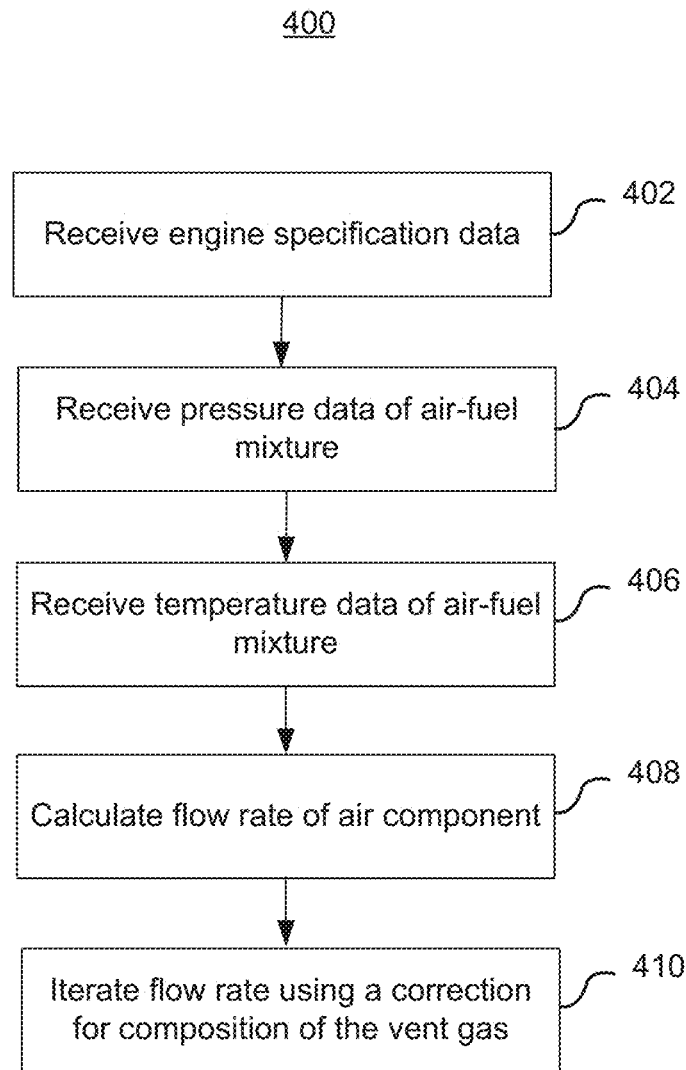 400
Receive engine specification data
402
Receive pressure data of air-fuel
mixture
404
Receive temperature data of air-fuel
mixture
406
Calculate flow rate of air component
408
Iterate flow rate using a correction
for composition of the vent gas
410